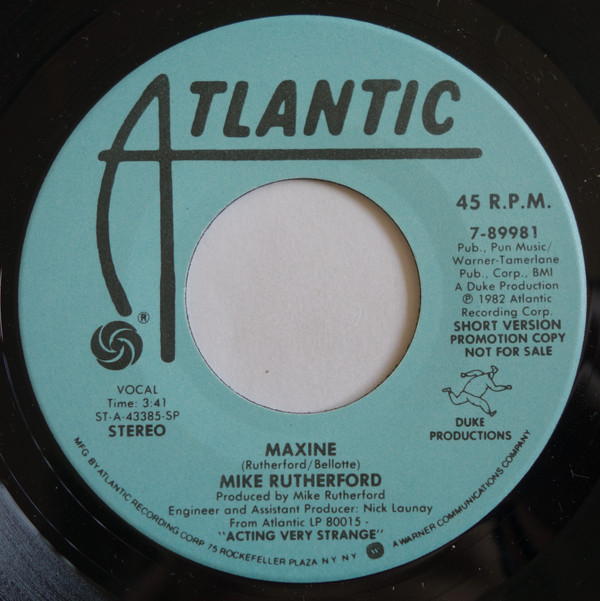 ATLANTIC
®
45 R.P.M.
7-89981
Pub., Pun Music/
Warner-Tamerlane
Pub., Corp., BMI
A Duke Production
℗ 1982 Atlantic
Recording Corp.
SHORT VERSION
PROMOTION COPY
NOT FOR SALE
VOCAL
Time: 3:41
ST-A-43385-SP
STEREO
DUKE
PRODUCTIONS
MAXINE
(Rutherford/Bellotte)
MIKE RUTHERFORD
Produced by Mike Rutherford
Engineer and Assistant Producer: Nick Launay
From Atlantic LP 80015 -
"ACTING VERY STRANGE"
MFG BY ATLANTIC RECORDING CORP 75 ROCKEFELLER PLAZA NY NY A WARNER COMMUNICATIONS COMPANY